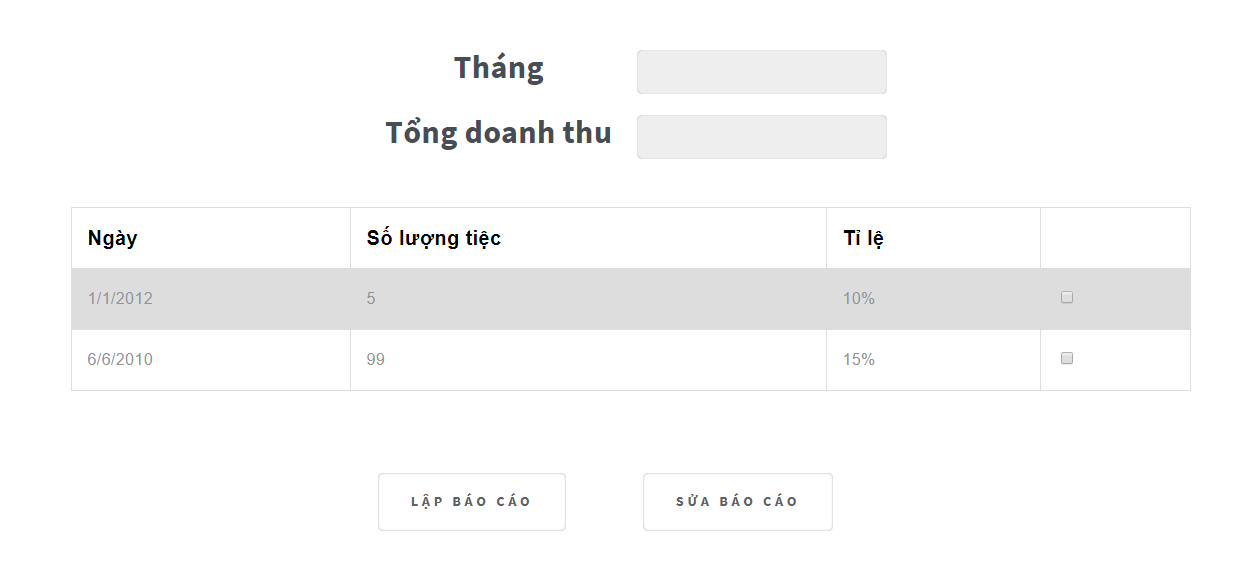 Tháng
Tổng doanh thu
Ngày Số lượng tiệc Tỉ lệ
1/1/2012 5 10%
6/6/2010 99 15%
LẬP BÁO CÁO SỬA BÁO CÁO